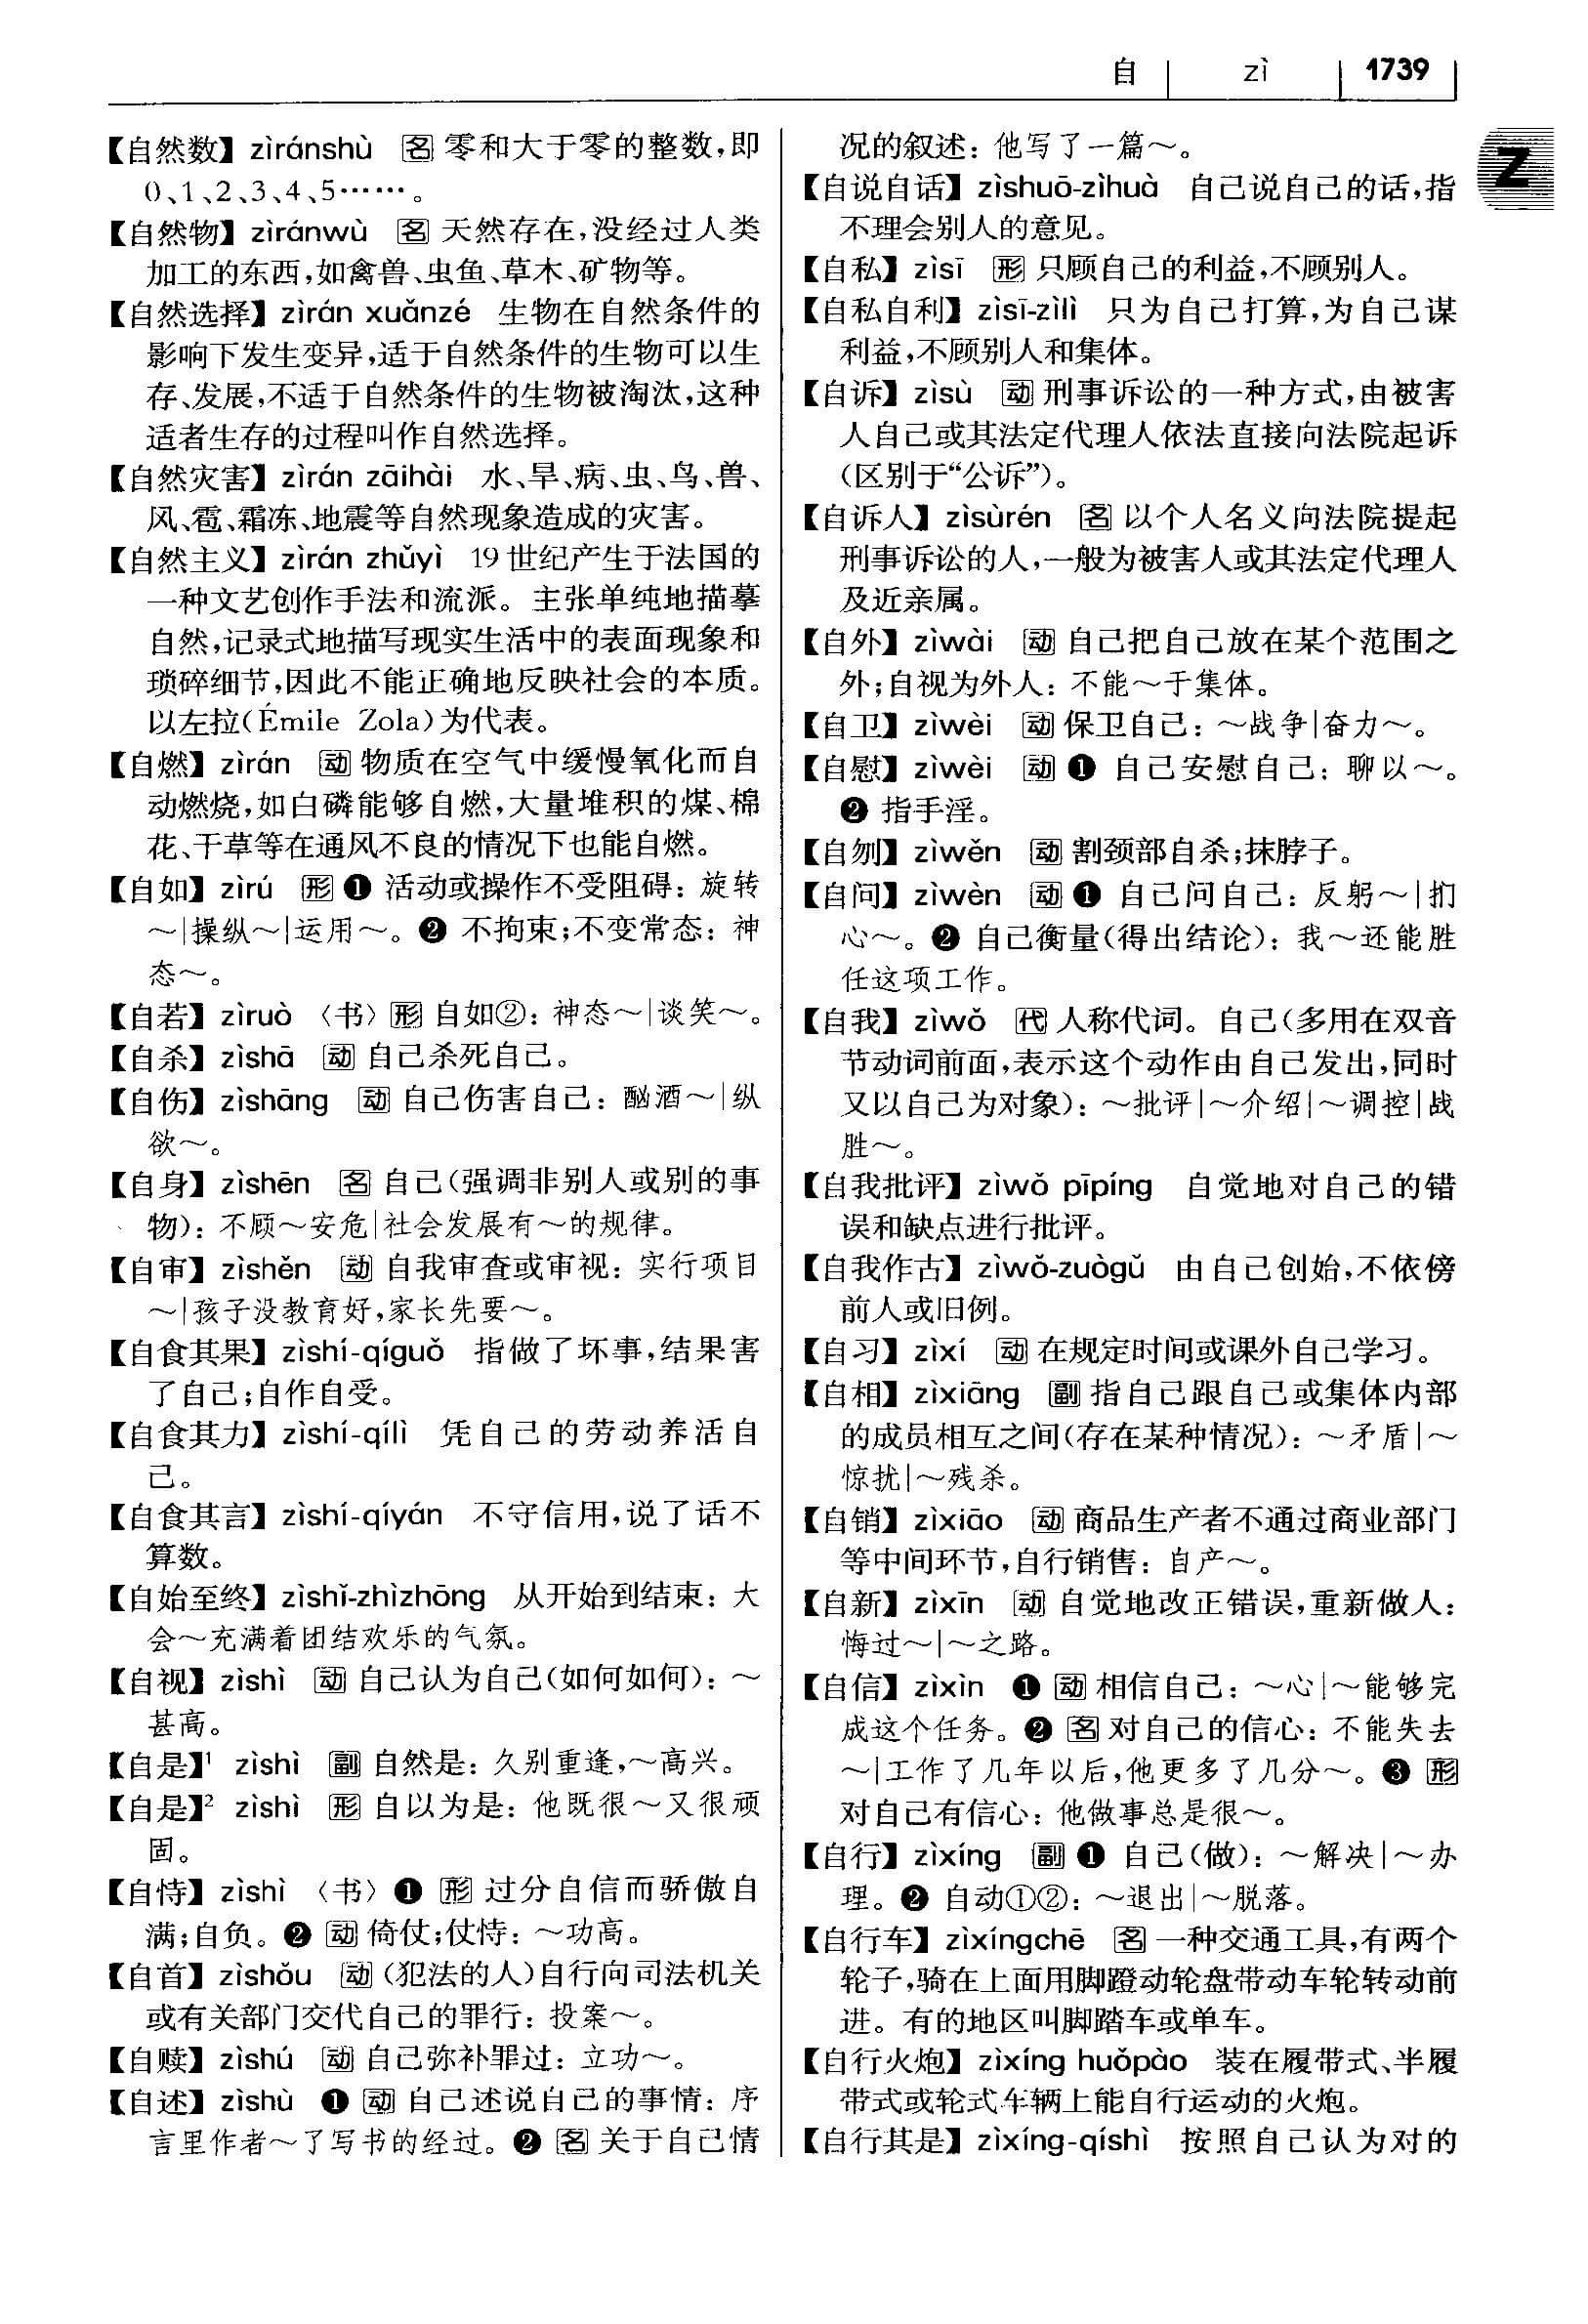 自 zì 1739
Z
【自然数】 zìránshù 名 零和大于零的整数,即
0、1、2、3、4、5……。
【自然物】 zìránwù 名 天然存在,没经过人类
加工的东西,如禽兽、虫鱼、草木、矿物等。
【自然选择】 zìrán xuǎnzé 生物在自然条件的
影响下发生变异,适于自然条件的生物可以生
存、发展,不适于自然条件的生物被淘汰,这种
适者生存的过程叫作自然选择。
【自然灾害】 zìrán zāihài 水、旱、病、虫、鸟、兽、
风、雹、霜冻、地震等自然现象造成的灾害。
【自然主义】 zìrán zhǔyì 19世纪产生于法国的
一种文艺创作手法和流派。主张单纯地描摹
自然,记录式地描写现实生活中的表面现象和
琐碎细节,因此不能正确地反映社会的本质。
以左拉(Émile Zola)为代表。
【自燃】 zìrán 动 物质在空气中缓慢氧化而自
动燃烧,如白磷能够自燃,大量堆积的煤、棉
花、干草等在通风不良的情况下也能自燃。
【自如】 zìrú 形 ❶ 活动或操作不受阻碍:旋转
～|操纵～|运用～。❷ 不拘束;不变常态:神
态～。
【自若】 zìruò 〈书〉形 自如②:神态～|谈笑～。
【自杀】 zìshā 动 自己杀死自己。
【自伤】 zìshāng 动 自己伤害自己:酗酒～|纵
欲～。
【自身】 zìshēn 名 自己(强调非别人或别的事
物):不顾～安危|社会发展有～的规律。
【自审】 zìshěn 动 自我审查或审视:实行项目
～|孩子没教育好,家长先要～。
【自食其果】 zìshí-qíguǒ 指做了坏事,结果害
了自己;自作自受。
【自食其力】 zìshí-qílì 凭自己的劳动养活自
己。
【自食其言】 zìshí-qíyán 不守信用,说了话不
算数。
【自始至终】 zìshǐ-zhìzhōng 从开始到结束:大
会～充满着团结欢乐的气氛。
【自视】 zìshì 动 自己认为自己(如何如何):～
甚高。
【自是】¹ zìshì 副 自然是:久别重逢,～高兴。
【自是】² zìshì 形 自以为是:他既很～又很顽
固。
【自恃】 zìshì 〈书〉❶ 形 过分自信而骄傲自
满;自负。❷ 动 倚仗;仗恃:～功高。
【自首】 zìshǒu 动 (犯法的人)自行向司法机关
或有关部门交代自己的罪行:投案～。
【自赎】 zìshú 动 自己弥补罪过:立功～。
【自述】 zìshù ❶ 动 自己述说自己的事情:序
言里作者～了写书的经过。❷ 名 关于自己情
况的叙述:他写了一篇～。
【自说自话】 zìshuō-zìhuà 自己说自己的话,指
不理会别人的意见。
【自私】 zìsī 形 只顾自己的利益,不顾别人。
【自私自利】 zìsī-zìlì 只为自己打算,为自己谋
利益,不顾别人和集体。
【自诉】 zìsù 动 刑事诉讼的一种方式,由被害
人自己或其法定代理人依法直接向法院起诉
(区别于“公诉”)。
【自诉人】 zìsùrén 名 以个人名义向法院提起
刑事诉讼的人,一般为被害人或其法定代理人
及近亲属。
【自外】 zìwài 动 自己把自己放在某个范围之
外;自视为外人:不能～于集体。
【自卫】 zìwèi 动 保卫自己:～战争|奋力～。
【自慰】 zìwèi 动 ❶ 自己安慰自己:聊以～。
❷ 指手淫。
【自刎】 zìwěn 动 割颈部自杀;抹脖子。
【自问】 zìwèn 动 ❶ 自己问自己:反躬～|扪
心～。❷ 自己衡量(得出结论):我～还能胜
任这项工作。
【自我】 zìwǒ 代 人称代词。自己(多用在双音
节动词前面,表示这个动作由自己发出,同时
又以自己为对象):～批评|～介绍|～调控|战
胜～。
【自我批评】 zìwǒ pīpíng 自觉地对自己的错
误和缺点进行批评。
【自我作古】 zìwǒ-zuògǔ 由自己创始,不依傍
前人或旧例。
【自习】 zìxí 动 在规定时间或课外自己学习。
【自相】 zìxiāng 副 指自己跟自己或集体内部
的成员相互之间(存在某种情况):～矛盾|～
惊扰|～残杀。
【自销】 zìxiāo 动 商品生产者不通过商业部门
等中间环节,自行销售:自产～。
【自新】 zìxīn 动 自觉地改正错误,重新做人:
悔过～|～之路。
【自信】 zìxìn ❶ 动 相信自己:～心|～能够完
成这个任务。❷ 名 对自己的信心:不能失去
～|工作了几年以后,他更多了几分～。❸ 形
对自己有信心:他做事总是很～。
【自行】 zìxíng 副 ❶ 自己(做):～解决|～办
理。❷ 自动①②:～退出|～脱落。
【自行车】 zìxíngchē 名 一种交通工具,有两个
轮子,骑在上面用脚蹬动轮盘带动车轮转动前
进。有的地区叫脚踏车或单车。
【自行火炮】 zìxíng huǒpào 装在履带式、半履
带式或轮式车辆上能自行运动的火炮。
【自行其是】 zìxíng-qíshì 按照自己认为对的